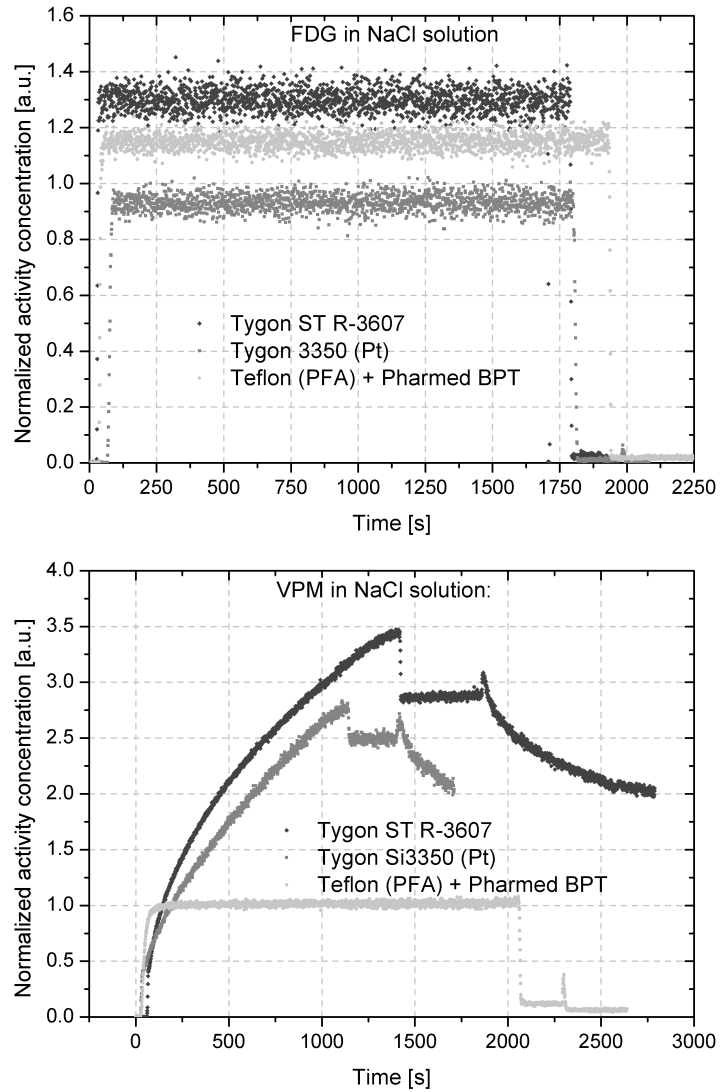 FDG in NaCl solution
Normalized activity concentration [a.u.]
1.6
1.4
1.2
1.0
0.8
0.6
0.4
0.2
0.0
Tygon ST R-3607
Tygon 3350 (Pt)
Teflon (PFA) + Pharmed BPT
0 250 500 750 1000 1250 1500 1750 2000 2250
Time [s]
VPM in NaCl solution:
Normalized activity concentration [a.u.]
4.0
3.5
3.0
2.5
2.0
1.5
1.0
0.5
0.0
Tygon ST R-3607
Tygon Si3350 (Pt)
Teflon (PFA) + Pharmed BPT
0 500 1000 1500 2000 2500 3000
Time [s]